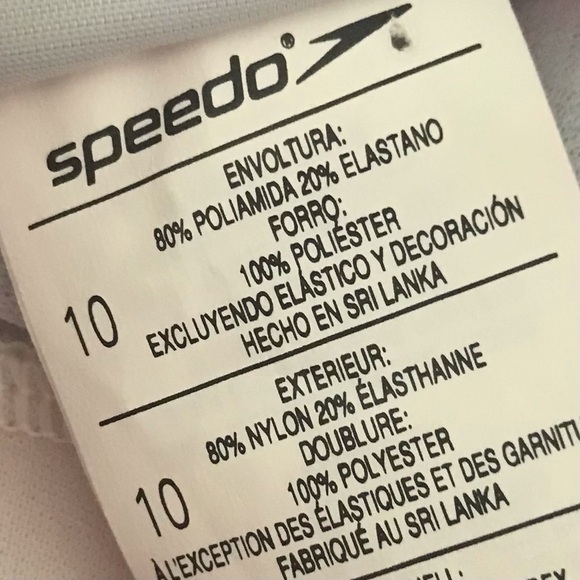 speedo®
ENVOLTURA:
80% POLIAMIDA 20% ELASTANO
FORRO:
100% POLIÉSTER
EXCLUYENDO ELÁSTICO Y DECORACIÓN
HECHO EN SRI LANKA
10
EXTERIEUR:
80% NYLON 20% ÉLASTHANNE
DOUBLURE:
100% POLYESTER
À L'EXCEPTION DES ÉLASTIQUES ET DES GARNITU
FABRIQUÉ AU SRI LANKA
10